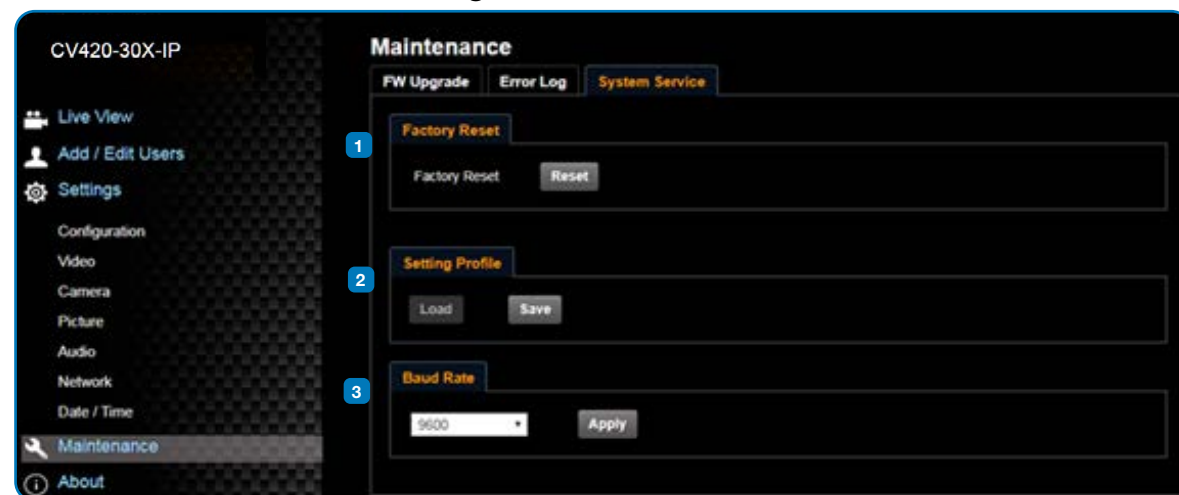 CV420-30X-IP
Live View
Add / Edit Users
Settings
Configuration
Video
Camera
Picture
Audio
Network
Date / Time
Maintenance
About
Maintenance
FW Upgrade Error Log System Service
1
Factory Reset
Factory Reset Reset
2
Setting Profile
Load Save
3
Baud Rate
9600 Apply